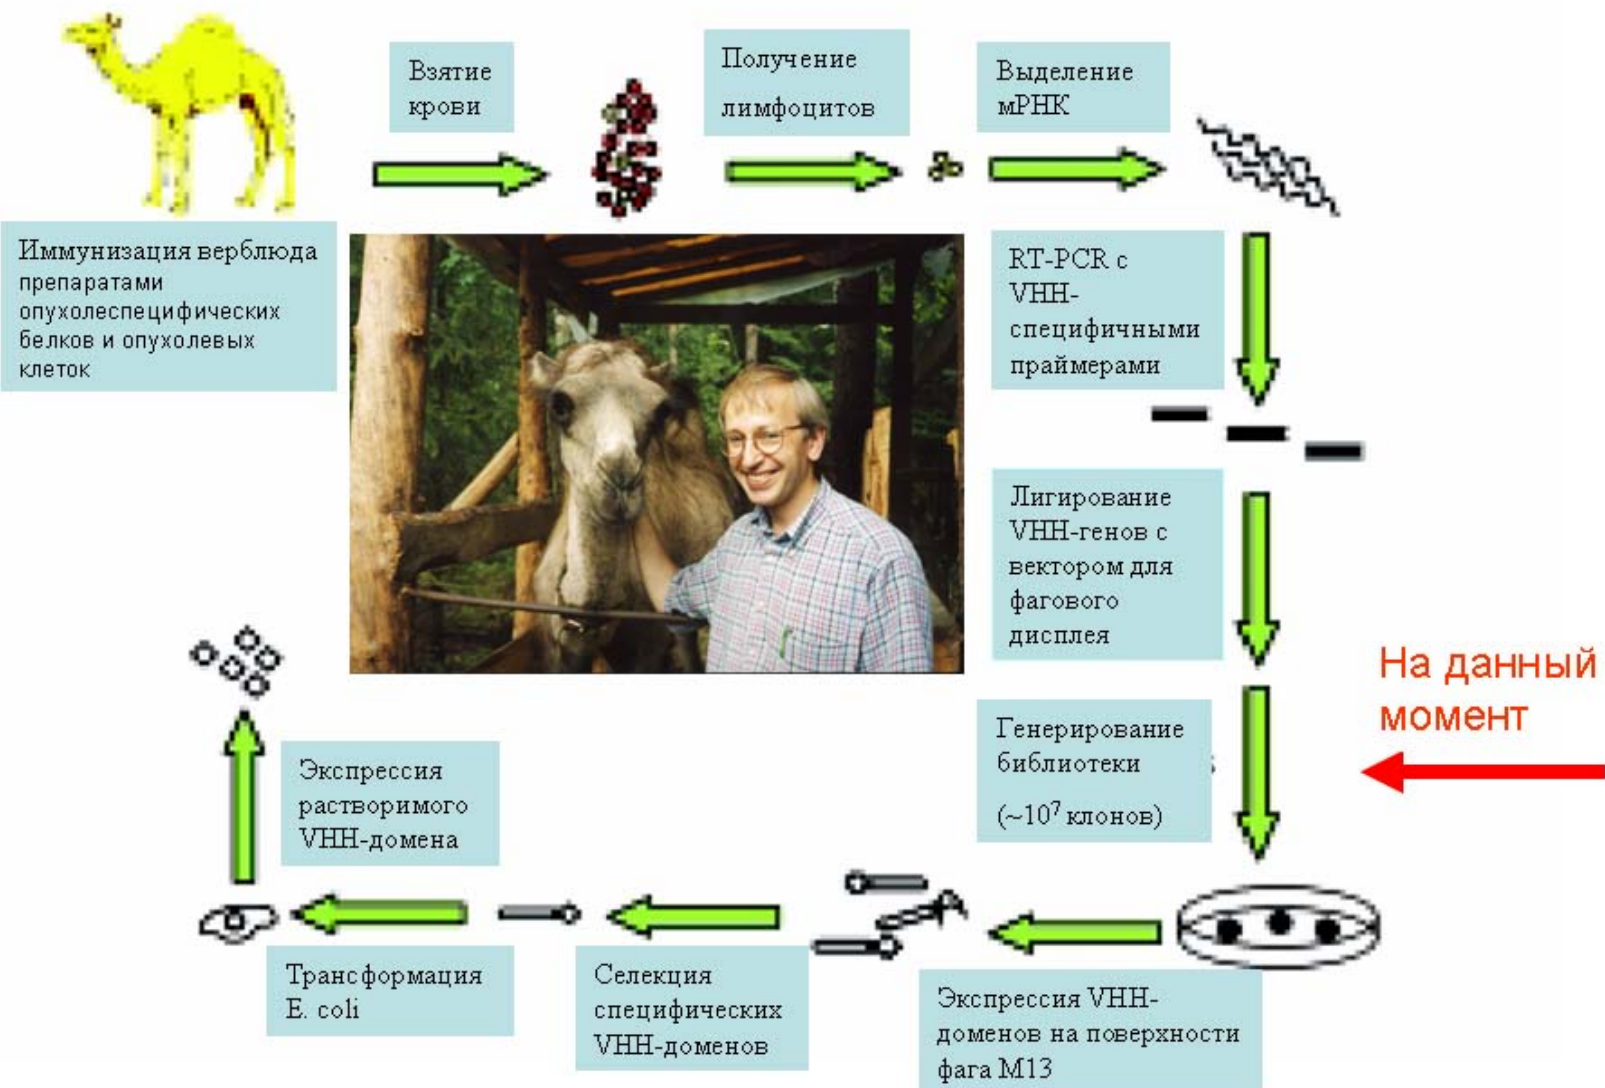 Взятие
крови
Получение
лимфоцитов
Выделение
мРНК
Иммунизация верблюда
препаратами
опухолеспецифических
белков и опухолевых
клеток
RT-PCR с
VHH-
специфичными
праймерами
Лигирование
VHH-генов с
вектором для
фагового
дисплея
На данный
момент
Генерирование
библиотеки
(~10⁷ клонов)
Экспрессия VHH-
доменов на поверхности
фага М13
Селекция
специфических
VHH-доменов
Трансформация
E. coli
Экспрессия
растворимого
VHH-домена